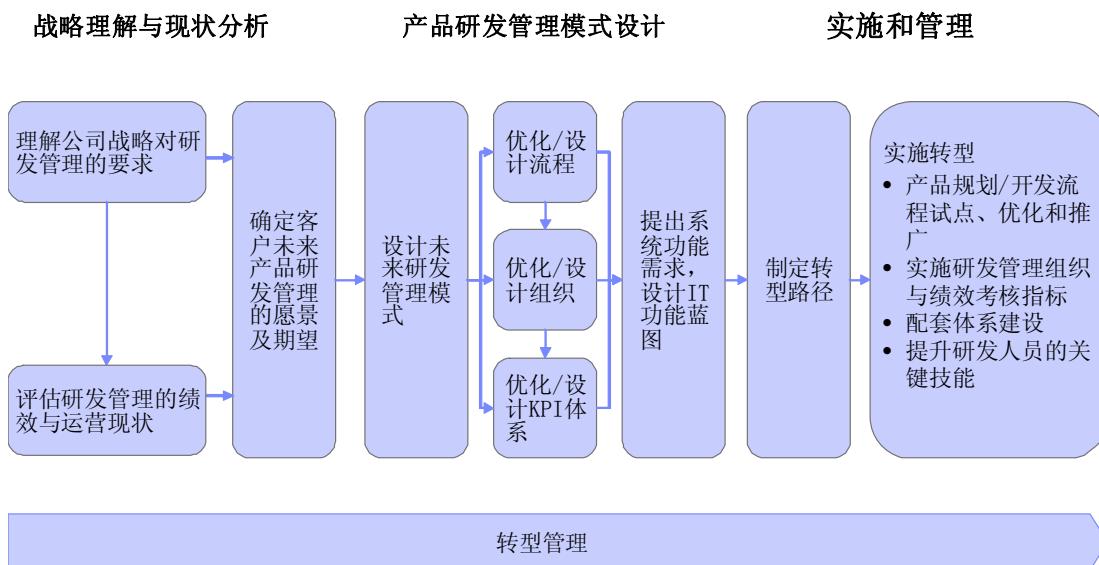 战略理解与现状分析
产品研发管理模式设计
实施和管理
理解公司战略对研
发管理的要求
评估研发管理的绩
效与运营现状
确定客
户未来
产品研
发管理
的愿景
及期望
设计未
来研发
管理模
式
优化/设
计流程
优化/设
计组织
优化/设
计KPI体
系
提出系
统功能
需求，
设计IT
功能蓝
图
制定转
型路径
实施转型
• 产品规划/开发流
程试点、优化和推
广
• 实施研发管理组织
与绩效考核指标
• 配套体系建设
• 提升研发人员的关
键技能
转型管理